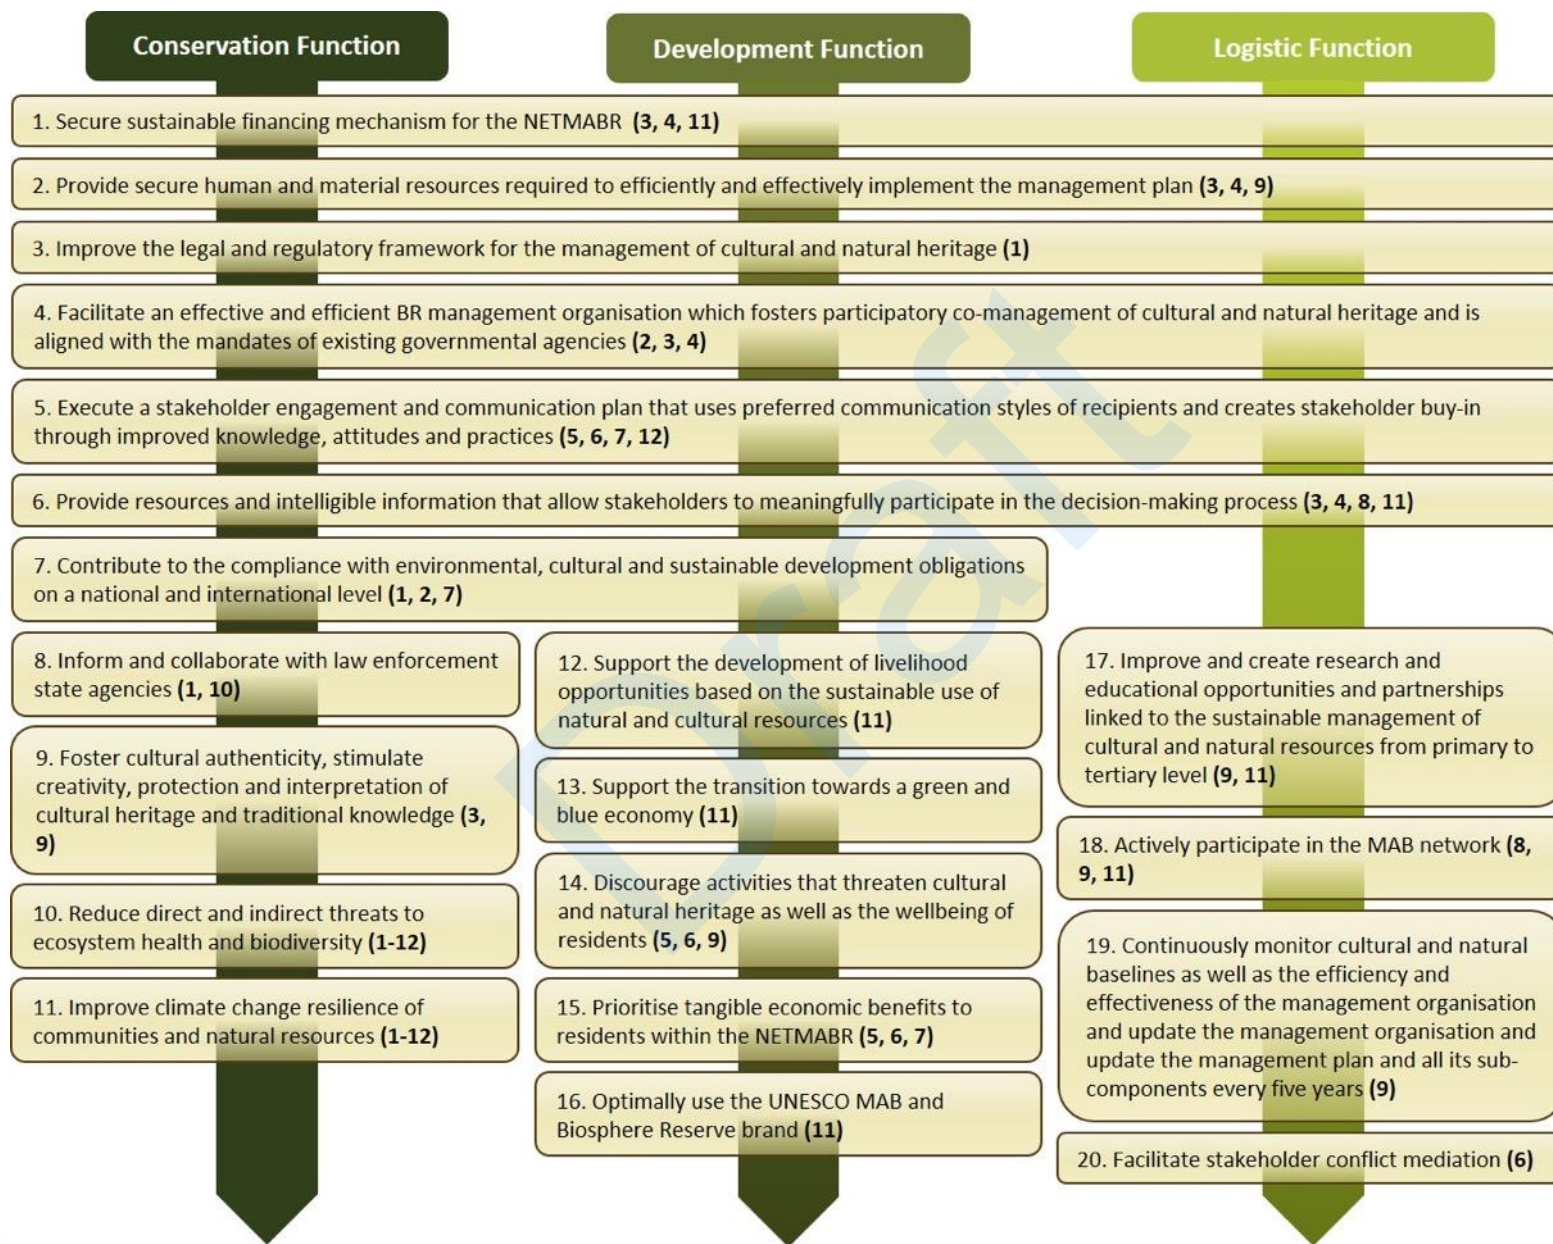 Conservation Function
Development Function
Logistic Function
1. Secure sustainable financing mechanism for the NETMABR (3, 4, 11)
2. Provide secure human and material resources required to efficiently and effectively implement the management plan (3, 4, 9)
3. Improve the legal and regulatory framework for the management of cultural and natural heritage (1)
4. Facilitate an effective and efficient BR management organisation which fosters participatory co-management of cultural and natural heritage and is
aligned with the mandates of existing governmental agencies (2, 3, 4)
5. Execute a stakeholder engagement and communication plan that uses preferred communication styles of recipients and creates stakeholder buy-in
through improved knowledge, attitudes and practices (5, 6, 7, 12)
6. Provide resources and intelligible information that allow stakeholders to meaningfully participate in the decision-making process (3, 4, 8, 11)
7. Contribute to the compliance with environmental, cultural and sustainable development obligations
on a national and international level (1, 2, 7)
8. Inform and collaborate with law enforcement
state agencies (1, 10)
9. Foster cultural authenticity, stimulate
creativity, protection and interpretation of
cultural heritage and traditional knowledge (3,
9)
10. Reduce direct and indirect threats to
ecosystem health and biodiversity (1-12)
11. Improve climate change resilience of
communities and natural resources (1-12)
12. Support the development of livelihood
opportunities based on the sustainable use of
natural and cultural resources (11)
13. Support the transition towards a green and
blue economy (11)
14. Discourage activities that threaten cultural
and natural heritage as well as the wellbeing of
residents (5, 6, 9)
15. Prioritise tangible economic benefits to
residents within the NETMABR (5, 6, 7)
16. Optimally use the UNESCO MAB and
Biosphere Reserve brand (11)
17. Improve and create research and
educational opportunities and partnerships
linked to the sustainable management of
cultural and natural resources from primary to
tertiary level (9, 11)
18. Actively participate in the MAB network (8,
9, 11)
19. Continuously monitor cultural and natural
baselines as well as the efficiency and
effectiveness of the management organisation
and update the management organisation and
update the management plan and all its sub-
components every five years (9)
20. Facilitate stakeholder conflict mediation (6)
Draft